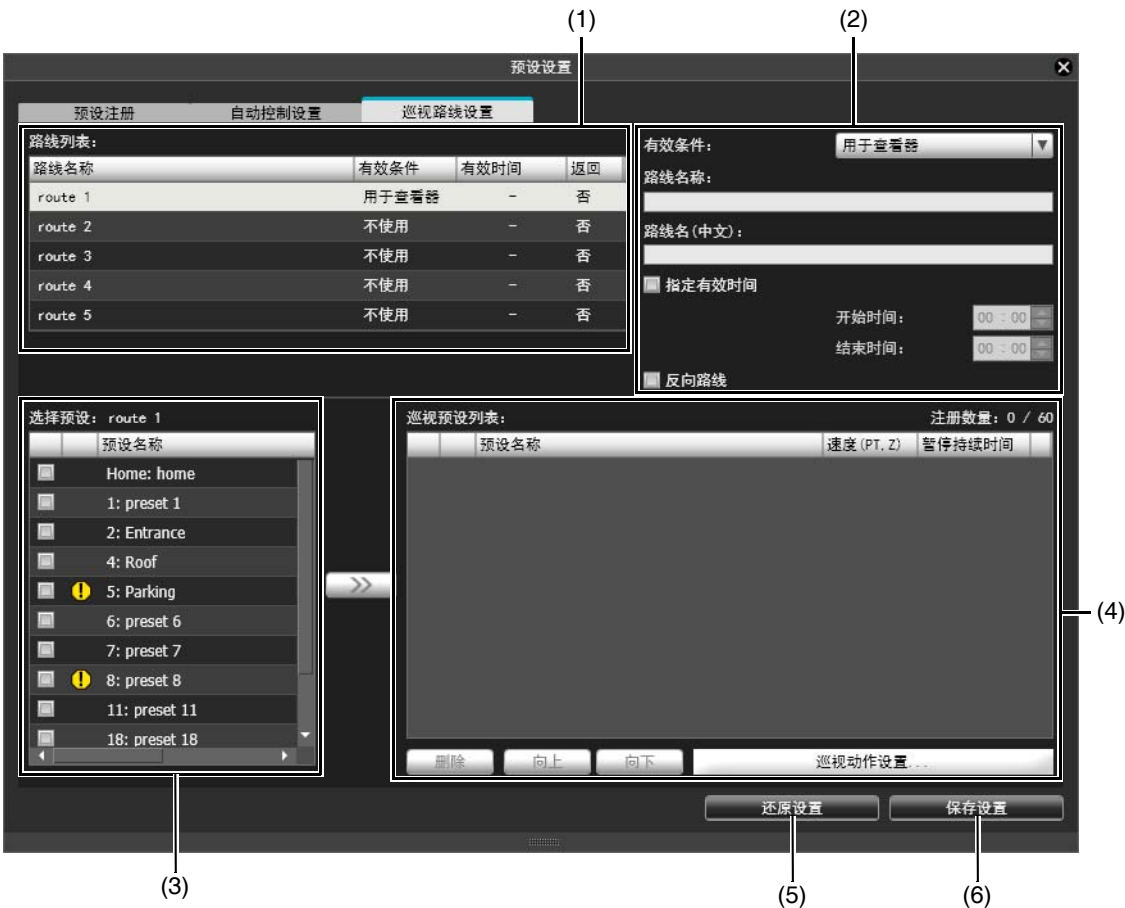 (1) (2)
预设设置
预设注册 自动控制设置 巡视路线设置
路线列表：
路线名称 有效条件 有效时间 返回
route 1 用于查看器 - 否
route 2 不使用 - 否
route 3 不使用 - 否
route 4 不使用 - 否
route 5 不使用 - 否
有效条件： 用于查看器
路线名称：
路线名(中文)：
指定有效时间
开始时间： 00 : 00
结束时间： 00 : 00
反向路线
选择预设： route 1
预设名称
Home: home
1: preset 1
2: Entrance
4: Roof
5: Parking
6: preset 6
7: preset 7
8: preset 8
11: preset 11
18: preset 18
>>
巡视预设列表： 注册数量：0 / 60
预设名称 速度(PT, Z) 暂停持续时间
(4)
删除 向上 向下 巡视动作设置...
还原设置 保存设置
(3) (5) (6)